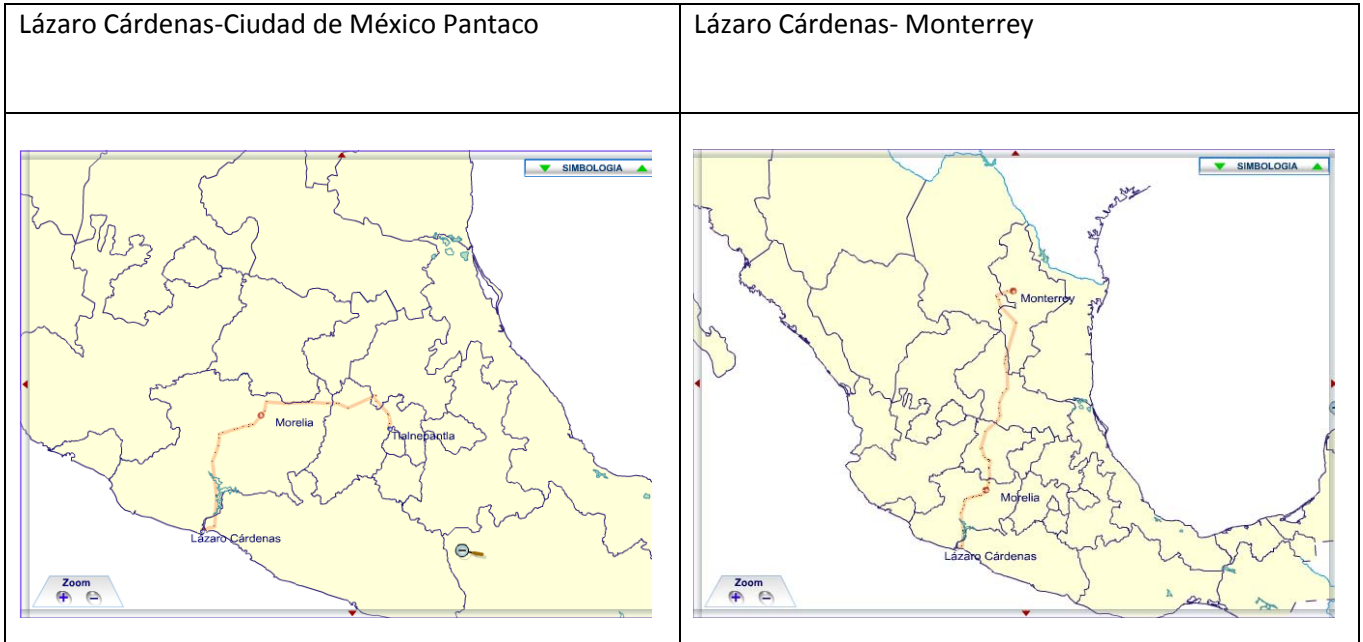 Lázaro Cárdenas-Ciudad de México Pantaco
Lázaro Cárdenas- Monterrey
SIMBOLOGIA
Morelia
Tlalnepantla
Lázaro Cárdenas
Zoom
SIMBOLOGIA
Monterrey
Morelia
Lázaro Cárdenas
Zoom